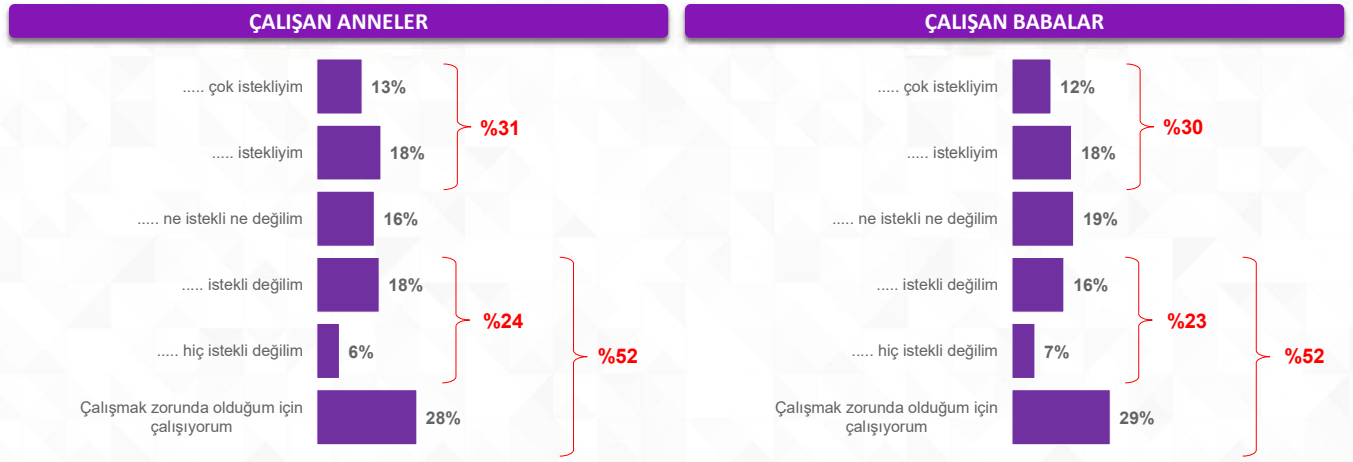 ÇALIŞAN ANNELER
..... çok istekliyim
13%
..... istekliyim
18%
%31
..... ne istekli ne değilim
16%
..... istekli değilim
18%
..... hiç istekli değilim
6%
%24
Çalışmak zorunda olduğum için
çalışıyorum
28%
%52
ÇALIŞAN BABALAR
..... çok istekliyim
12%
..... istekliyim
18%
%30
..... ne istekli ne değilim
19%
..... istekli değilim
16%
..... hiç istekli değilim
7%
%23
Çalışmak zorunda olduğum için
çalışıyorum
29%
%52